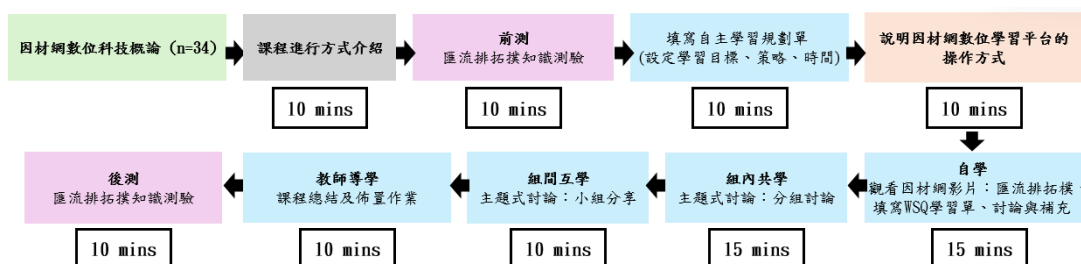 因材網數位科技概論 (n=34)
課程進行方式介紹
10 mins
前測
匯流排拓撲知識測驗
10 mins
填寫自主學習規劃單
(設定學習目標、策略、時間)
10 mins
說明因材網數位學習平台的
操作方式
10 mins
自學
觀看因材網影片：匯流排拓樸、
填寫WSQ學習單、討論與補充
15 mins
組內共學
主題式討論：分組討論
15 mins
組間互學
主題式討論：小組分享
10 mins
教師導學
課程總結及佈置作業
10 mins
後測
匯流排拓撲知識測驗
10 mins